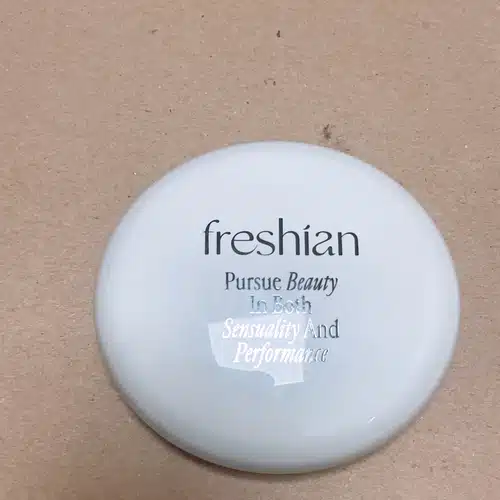 freshian
Pursue Beauty
In Both
Sensuality And
Performance